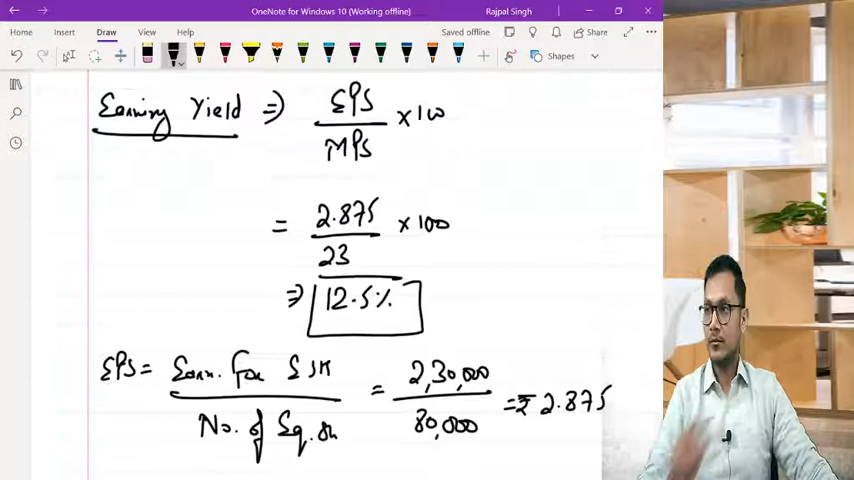 OneNote for Windows 10 (Working offline)
Rajpal Singh
Home Insert Draw View Help
Saved offline Share
Shapes
Earning Yield ⇒ EPS
MPS
× 100
= 2.875
23
× 100
⇒ 12.5%
EPS = Earn. For ESH
No. of Eq. Sh
= 2,30,000
80,000
= ₹ 2.875